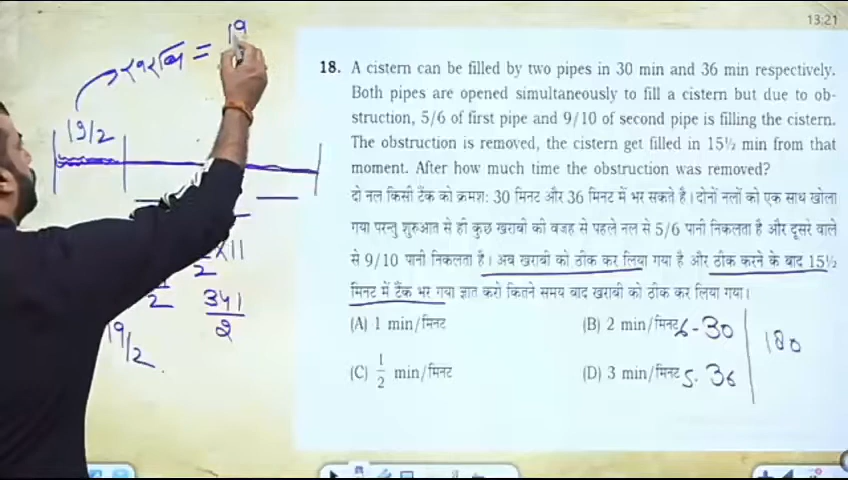 13:21
= 19
19/2
18. A cistern can be filled by two pipes in 30 min and 36 min respectively.
Both pipes are opened simultaneously to fill a cistern but due to ob-
struction, 5/6 of first pipe and 9/10 of second pipe is filling the cistern.
The obstruction is removed, the cistern get filled in 15½ min from that
moment. After how much time the obstruction was removed?
दो नल किसी टैंक को क्रमश: 30 मिनट और 36 मिनट में भर सकते है। दोनों नलों को एक साथ खोला
गया परन्तु शुरुआत से ही कुछ खराबी की वजह से पहले नल से 5/6 पानी निकलता है और दूसरे वाले
से 9/10 पानी निकलता है। अब खराबी को ठीक कर लिया गया है और ठीक करने के बाद 15½
मिनट में टैंक भर गया ज्ञात करो कितने समय बाद खराबी को ठीक कर लिया गया।
(A) 1 min/मिनट
(B) 2 min/मिनट
(C) 1/2 min/मिनट
(D) 3 min/मिनट
6 - 30
5 - 36
180
x 11
2
341
2
2
19/2